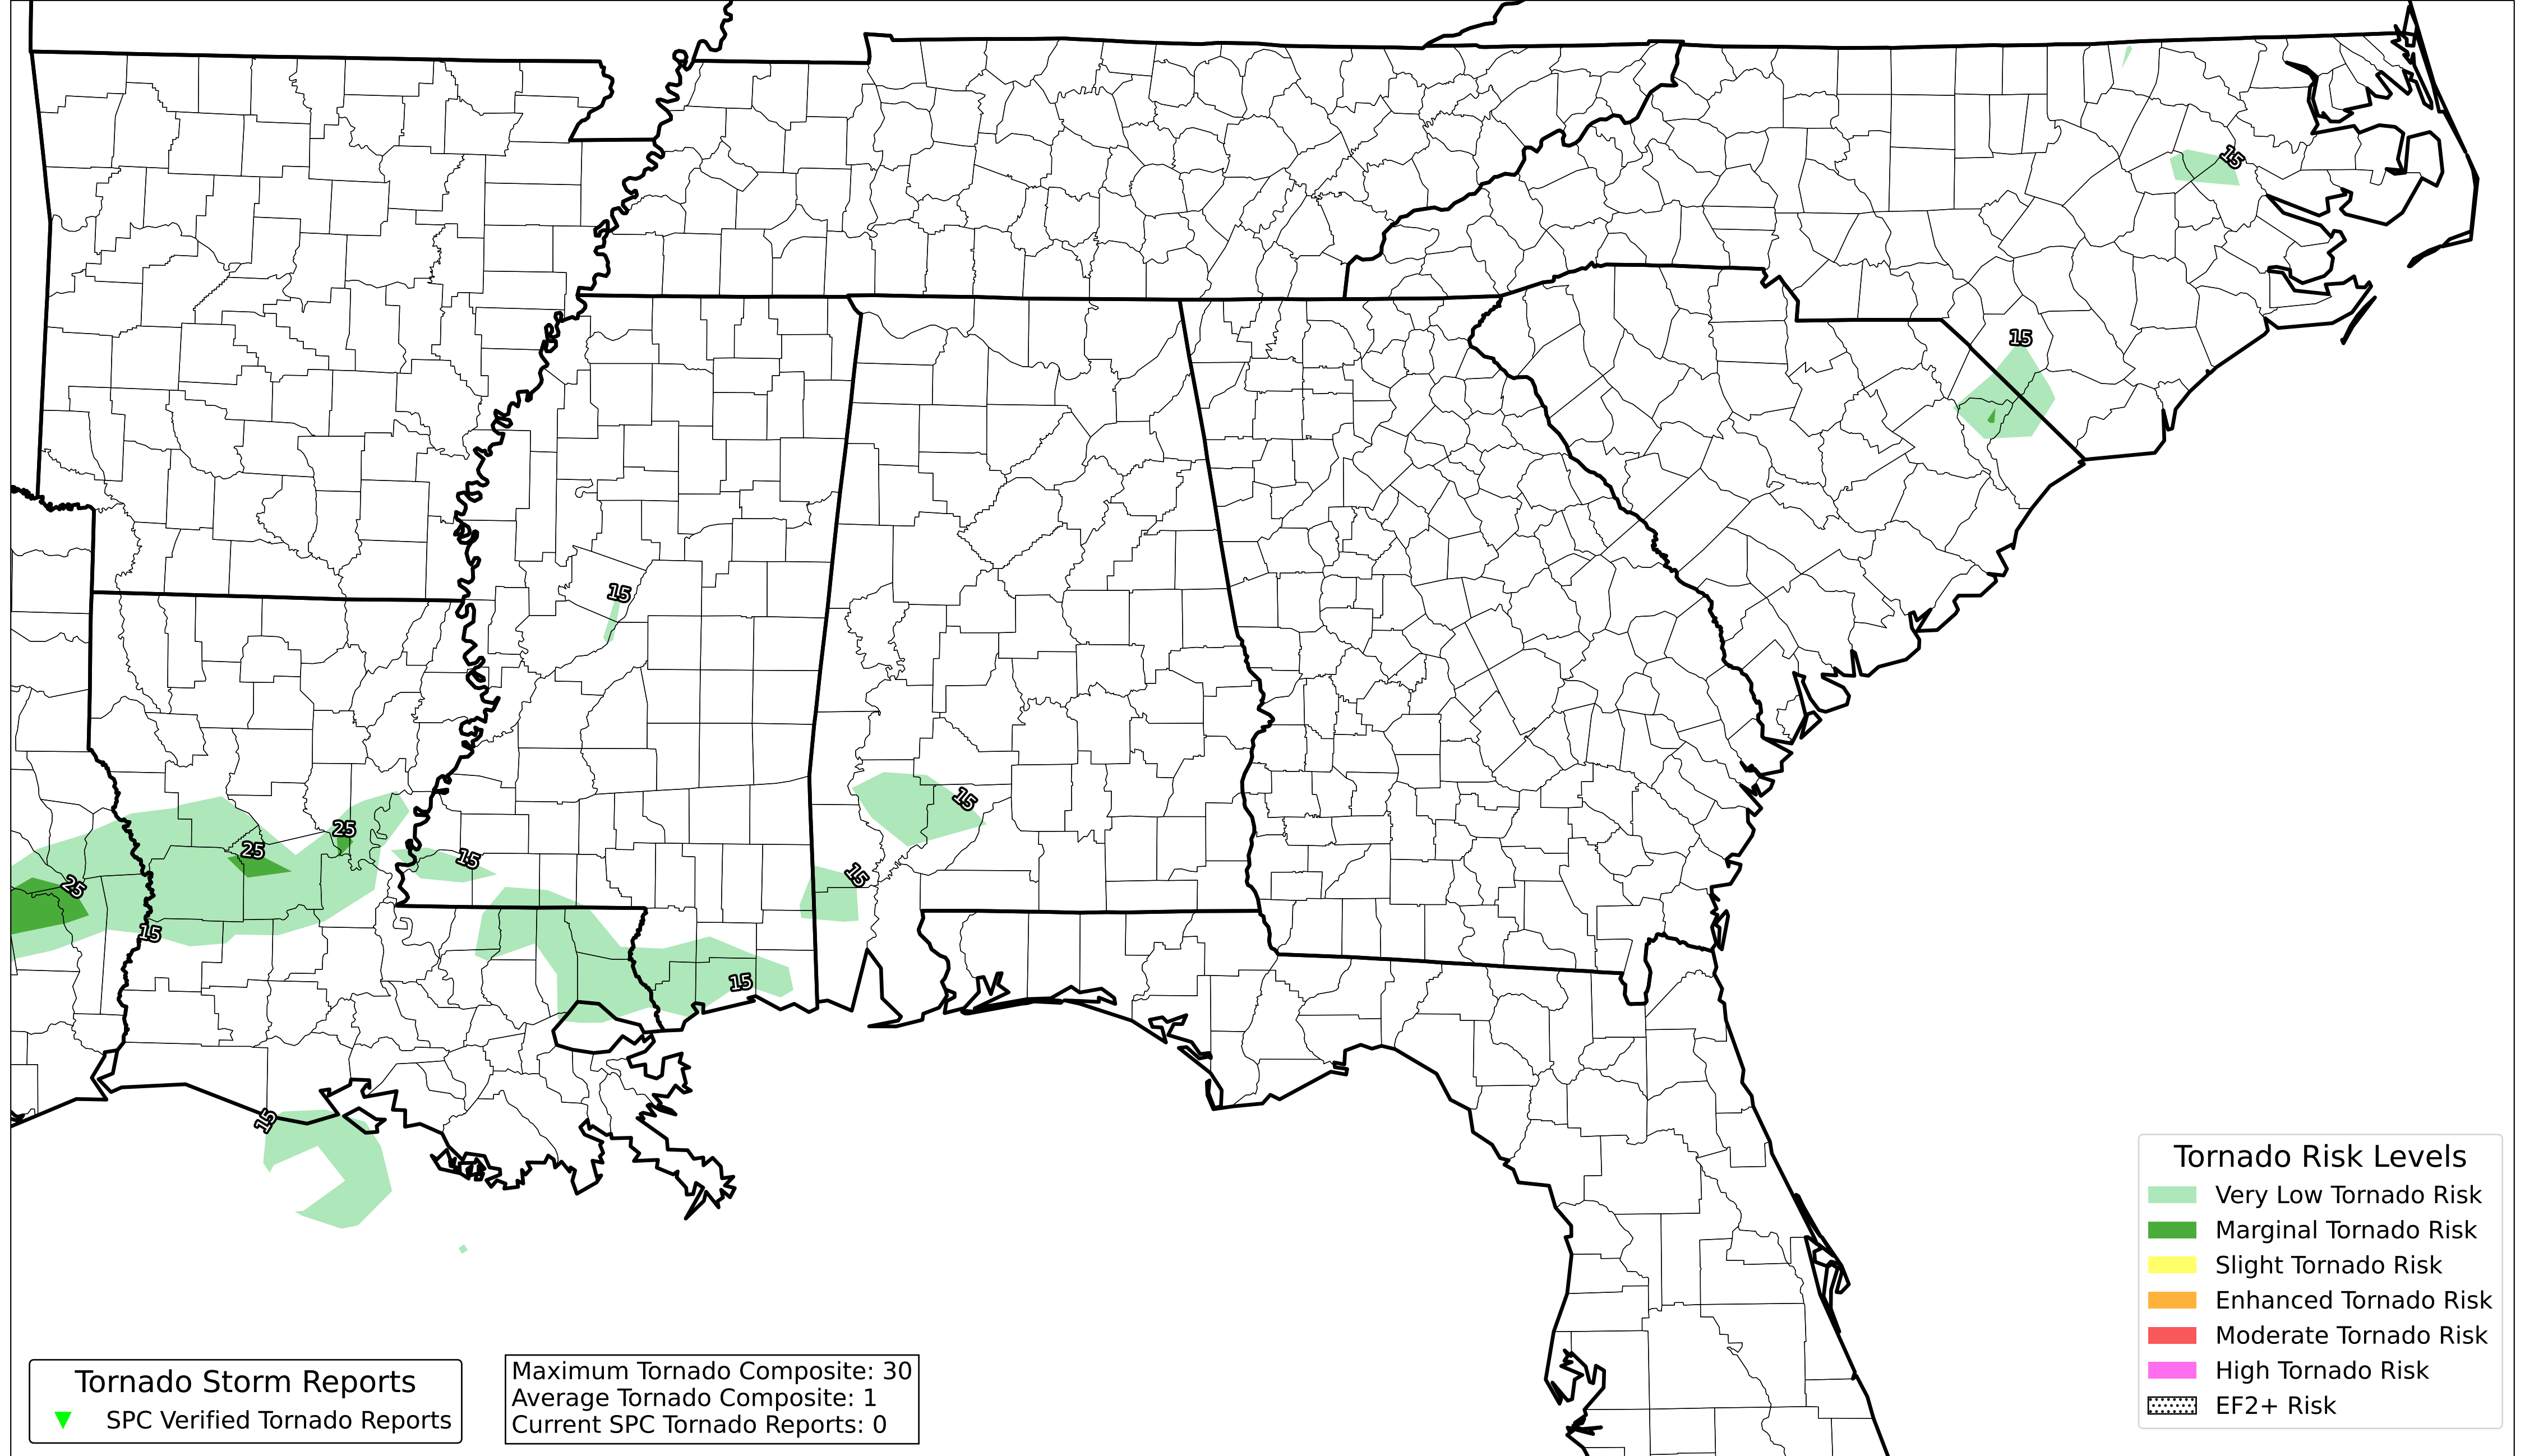 15
15
15
15
25
25
15
25
15
15
15
15
Tornado Risk Levels
Very Low Tornado Risk
Marginal Tornado Risk
Slight Tornado Risk
Enhanced Tornado Risk
Moderate Tornado Risk
High Tornado Risk
EF2+ Risk
Tornado Storm Reports
SPC Verified Tornado Reports
Maximum Tornado Composite: 30
Average Tornado Composite: 1
Current SPC Tornado Reports: 0